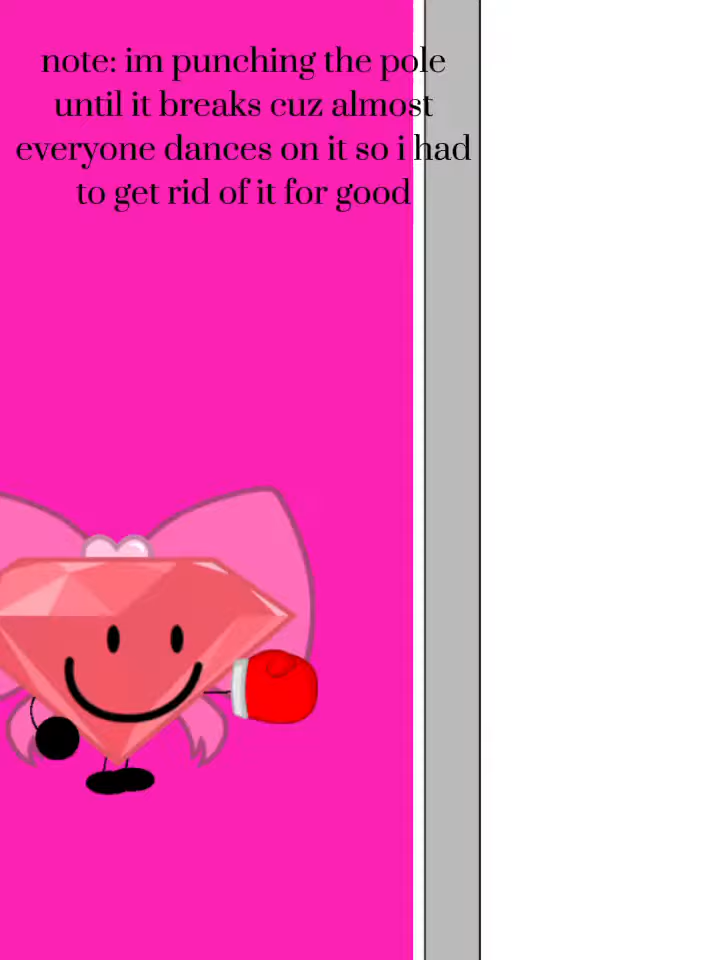 note: im punching the pole
until it breaks cuz almost
everyone dances on it so i had
to get rid of it for good